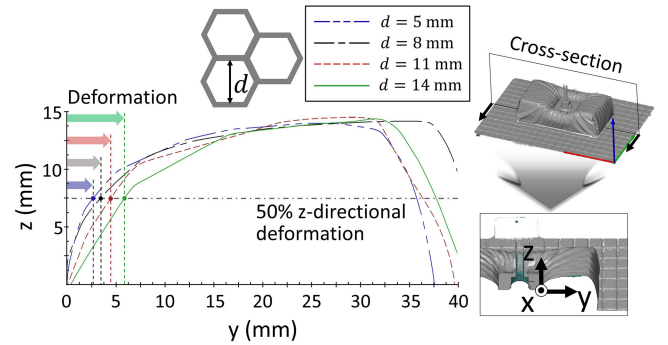 d
d = 5 mm
d = 8 mm
d = 11 mm
d = 14 mm
Cross-section
Deformation
15
10
5
0
z (mm)
50% z-directional
deformation
0
5
10
15
20
25
30
35
40
y (mm)
z
x
y